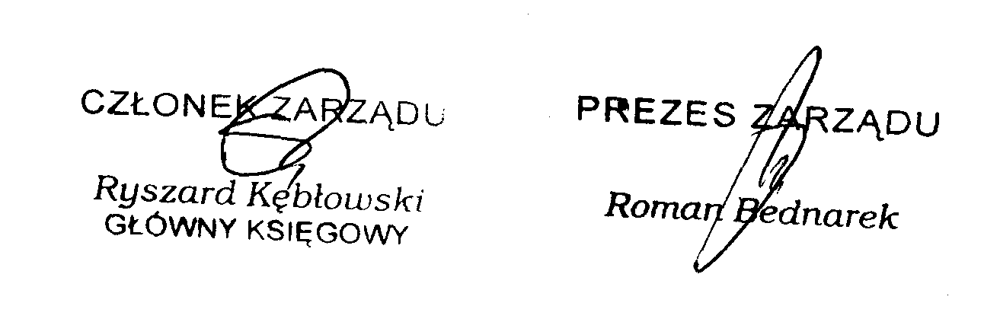 CZŁONEK ZARZĄDU
Ryszard Kębłowski
GŁÓWNY KSIĘGOWY
PREZES ZARZĄDU
Roman Bednarek